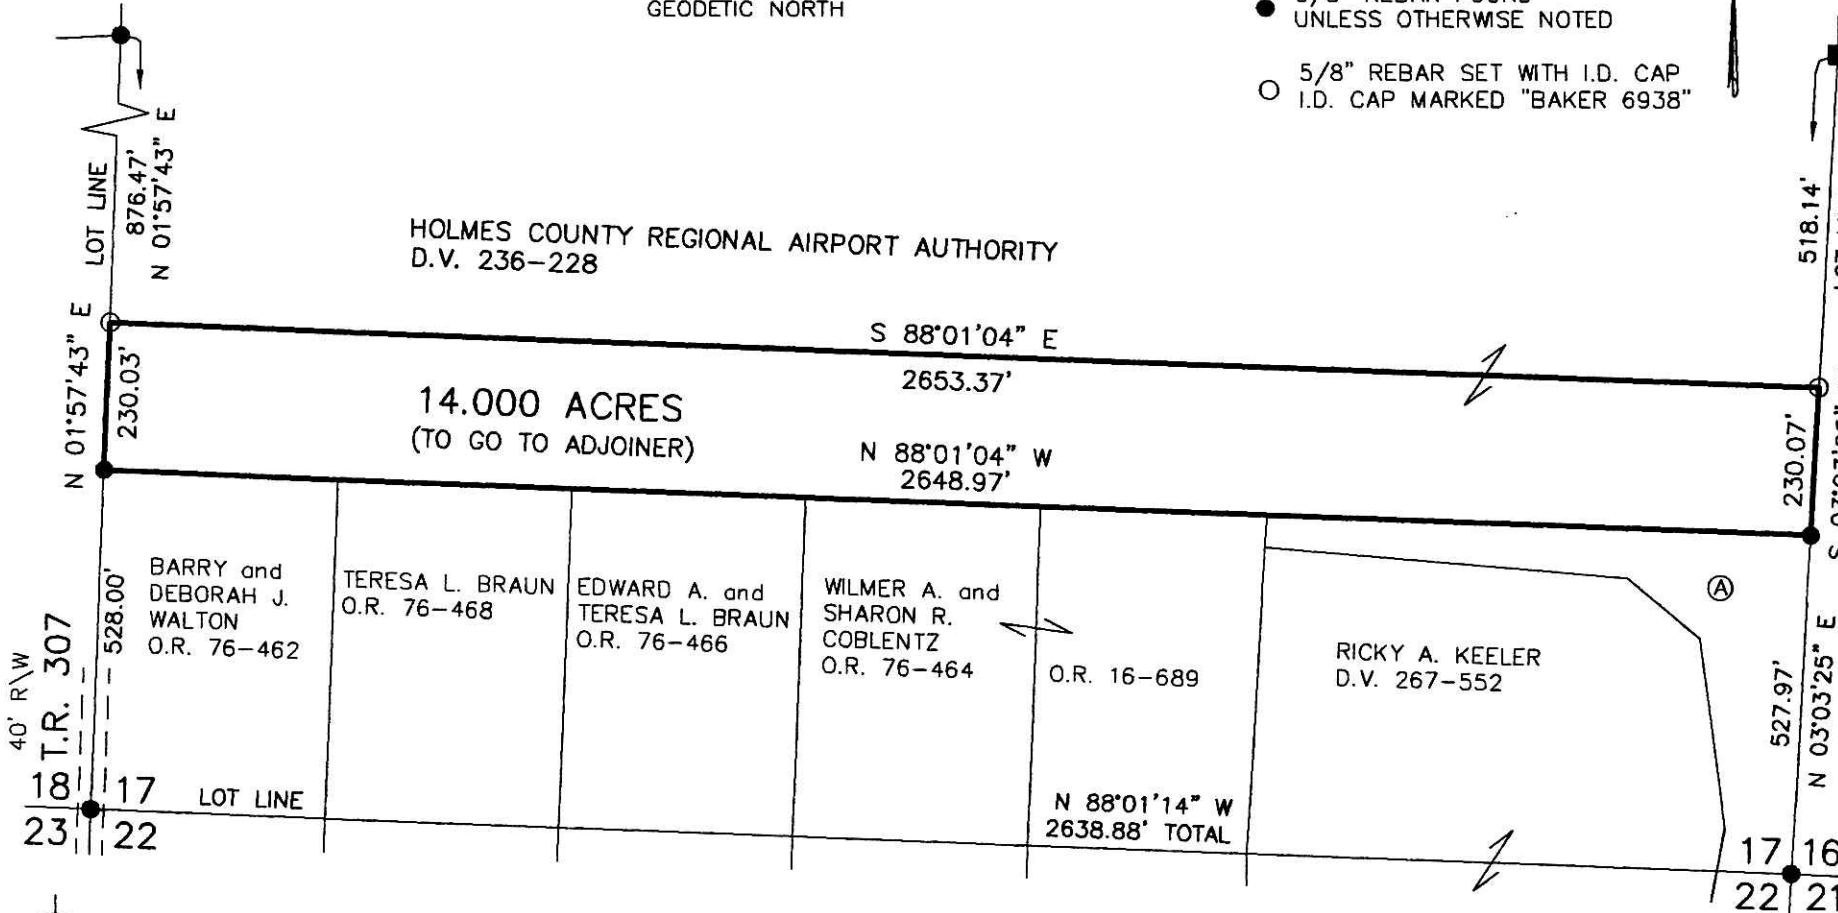 GEODETIC NORTH
UNLESS OTHERWISE NOTED
5/8" REBAR SET WITH I.D. CAP
I.D. CAP MARKED "BAKER 6938"
LOT LINE
876.47'
N 01°57'43" E
518.14'
HOLMES COUNTY REGIONAL AIRPORT AUTHORITY
D.V. 236-228
N 01°57'43" E
230.03'
S 88°01'04" E
2653.37'
14.000 ACRES
(TO GO TO ADJOINER)
N 88°01'04" W
2648.97'
230.07'
528.00'
BARRY and
DEBORAH J.
WALTON
O.R. 76-462
TERESA L. BRAUN
O.R. 76-468
EDWARD A. and
TERESA L. BRAUN
O.R. 76-466
WILMER A. and
SHARON R.
COBLENTZ
O.R. 76-464
O.R. 16-689
RICKY A. KEELER
D.V. 267-552
A
527.97'
N 03°03'25" E
40' R\W
T.R. 307
18 17
23 22
LOT LINE
N 88°01'14" W
2638.88' TOTAL
17 16
22 21